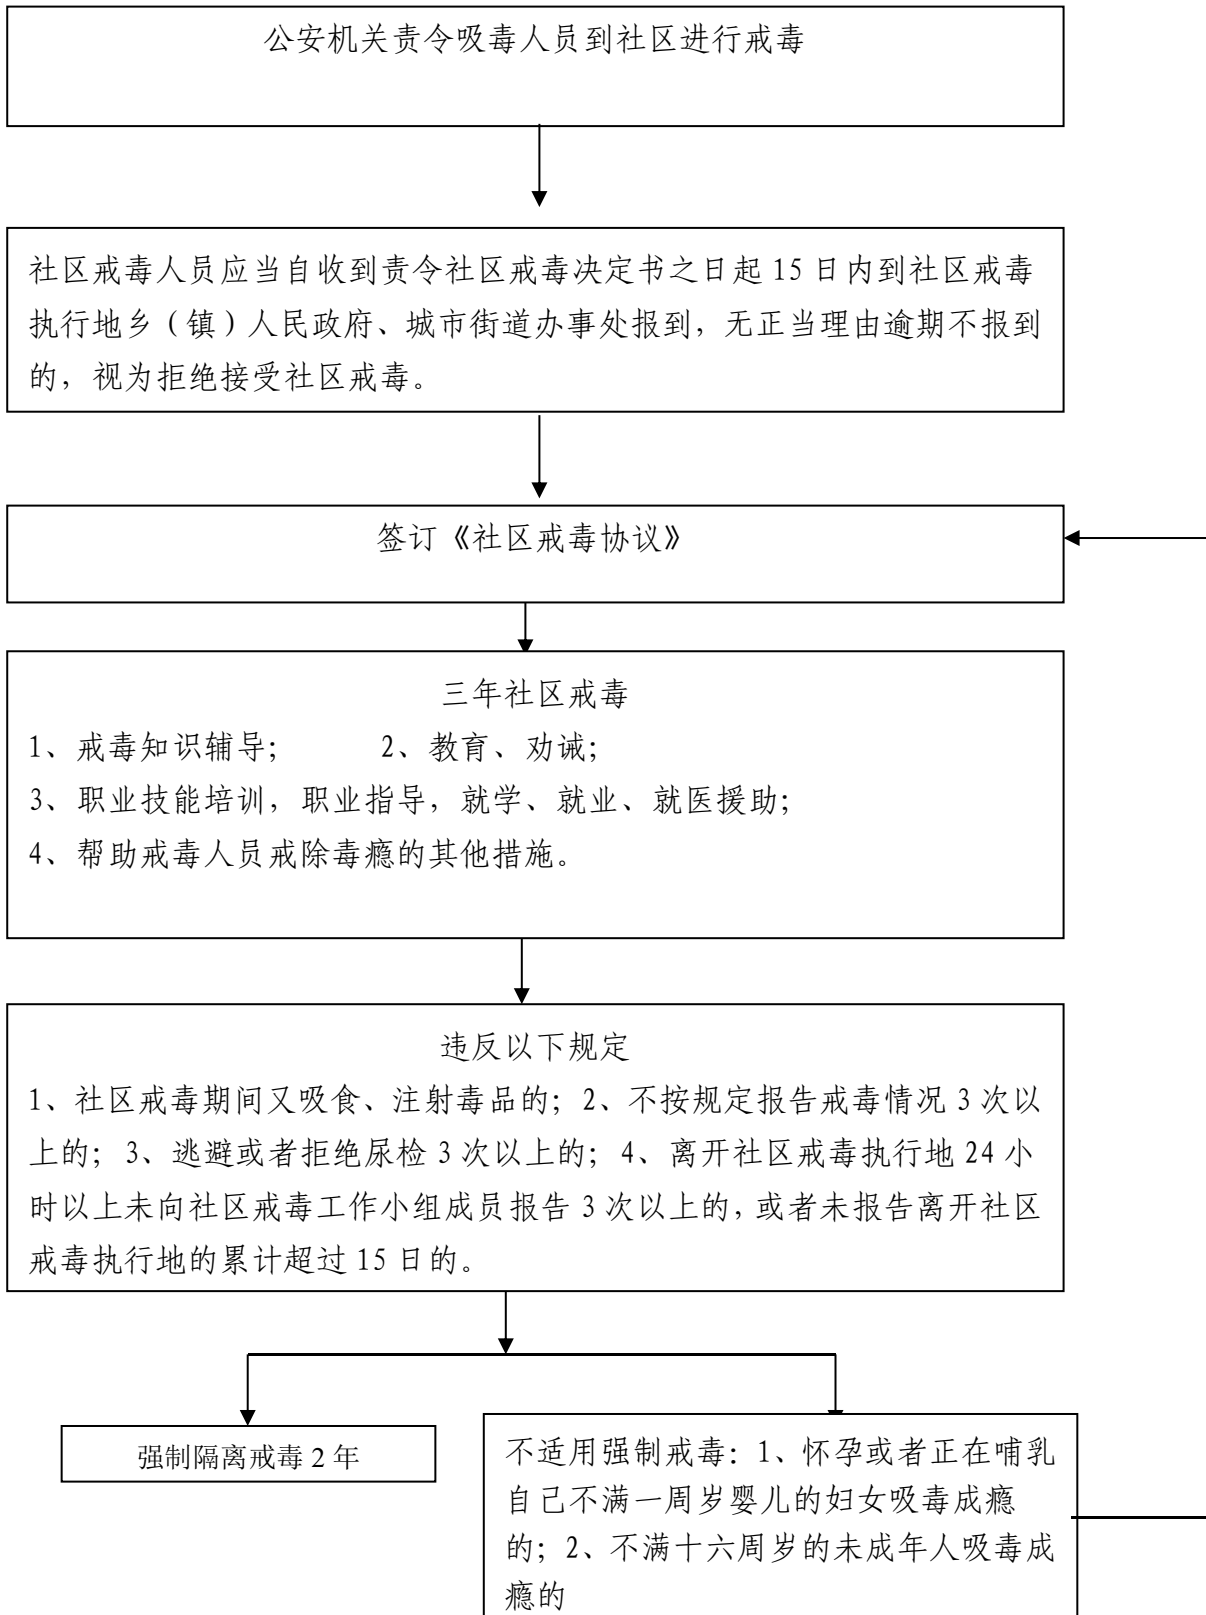 公安机关责令吸毒人员到社区进行戒毒
社区戒毒人员应当自收到责令社区戒毒决定书之日起 15 日内到社区戒毒
执行地乡（镇）人民政府、城市街道办事处报到，无正当理由逾期不报到
的，视为拒绝接受社区戒毒。
签订《社区戒毒协议》
三年社区戒毒
1、戒毒知识辅导； 2、教育、劝诫；
3、职业技能培训，职业指导，就学、就业、就医援助；
4、帮助戒毒人员戒除毒瘾的其他措施。
违反以下规定
1、社区戒毒期间又吸食、注射毒品的；2、不按规定报告戒毒情况 3 次以
上的；3、逃避或者拒绝尿检 3 次以上的；4、离开社区戒毒执行地 24 小
时以上未向社区戒毒工作小组成员报告 3 次以上的，或者未报告离开社区
戒毒执行地的累计超过 15 日的。
强制隔离戒毒 2 年
不适用强制戒毒：1、怀孕或者正在哺乳
自己不满一周岁婴儿的妇女吸毒成瘾
的；2、不满十六周岁的未成年人吸毒成
瘾的